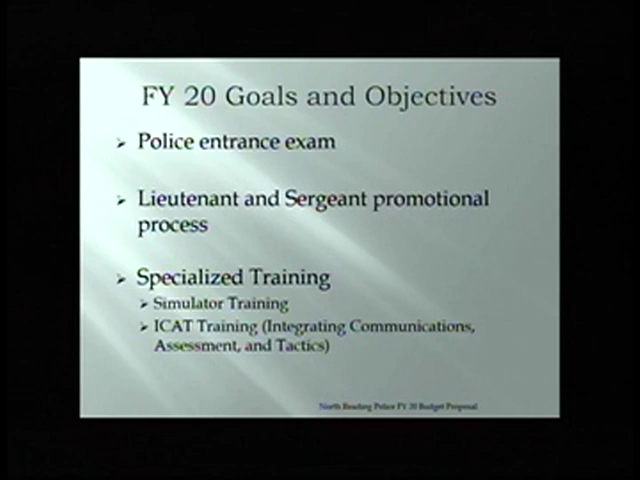 FY 20 Goals and Objectives
➢ Police entrance exam
➢ Lieutenant and Sergeant promotional
process
➢ Specialized Training
➢ Simulator Training
➢ ICAT Training (Integrating Communications,
Assessment, and Tactics)
North Reading Police FY 20 Budget Proposal